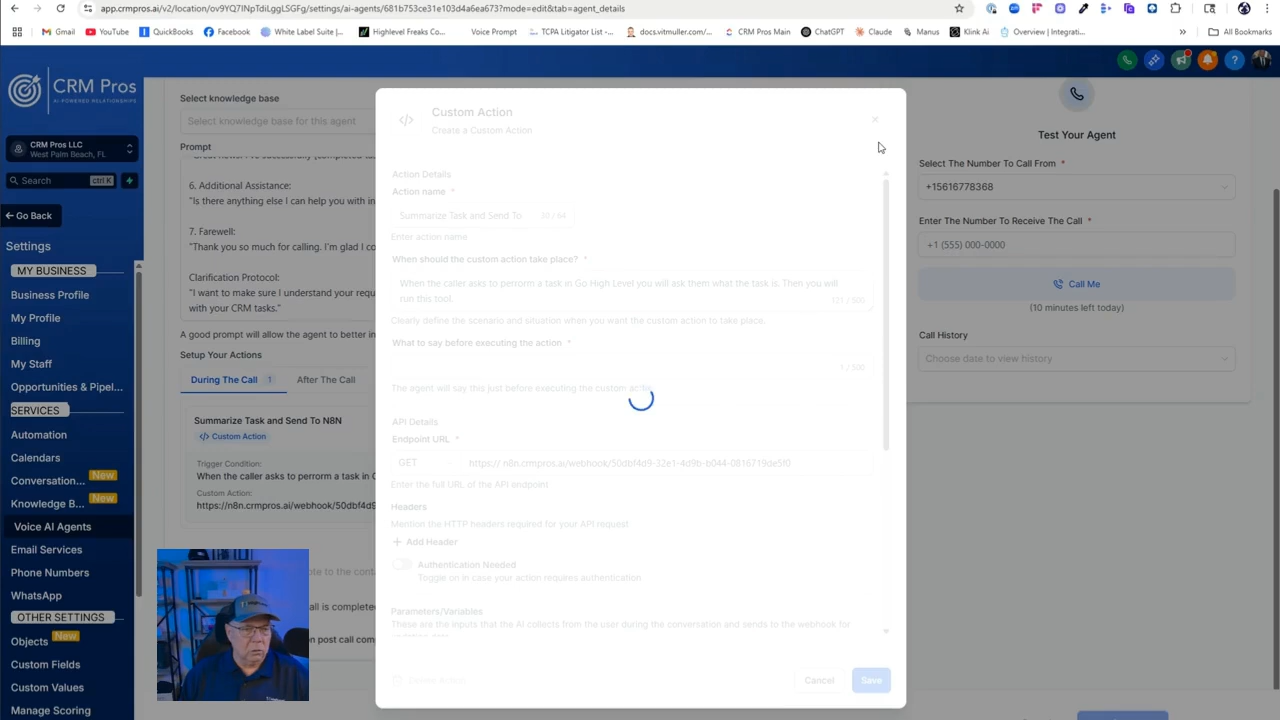 app.crmpros.ai/v2/location/ov9YQ7INpTdiLggLSGFg/settings/ai-agents/681b753ce31e103d4a6ea673?mode=edit&tab=agent_details
Gmail
YouTube
QuickBooks
Facebook
White Label Suite |...
Highlevel Freaks Co...
Voice Prompt
TCPA Litigator List -...
docs.vitmuller.com/...
CRM Pros Main
ChatGPT
Claude
Manus
Klink Ai
Overview | Integrati...
All Bookmarks
CRM Pros
AI-POWERED RELATIONSHIPS
CRM Pros LLC
West Palm Beach, FL
Search
ctrl K
Go Back
Settings
MY BUSINESS
Business Profile
My Profile
Billing
My Staff
Opportunities & Pipel...
SERVICES
Automation
Calendars
Conversation...
New
Knowledge B...
New
Voice AI Agents
Email Services
Phone Numbers
WhatsApp
OTHER SETTINGS
Objects
New
Custom Fields
Custom Values
Manage Scoring
Select knowledge base
Select knowledge base for this agent
Prompt
6. Additional Assistance:
"Is there anything else I can help you with
7. Farewell:
"Thank you so much for calling. I'm glad I co
Clarification Protocol:
"I want to make sure I understand your requ
with your CRM tasks."
A good prompt will allow the agent to better in
Setup Your Actions
During The Call
1
After The Call
Summarize Task and Send To N8N
Custom Action
Trigger Condition:
When the caller asks to perrorm a task in G
Custom Action:
https://n8n.crmpros.ai/webhook/50dbf4d9
note to the conta
all is completed
n post call comp
Custom Action
Create a Custom Action
Action Details
Action name *
Summarize Task and Send To
30 / 64
Enter action name
When should the custom action take place? *
When the caller asks to perrorm a task in Go High Level you will ask them what the task is. Then you will
run this tool.
/ 500
Clearly define the scenario and situation when you want the custom action to take place.
What to say before executing the action *
1 / 500
The agent will say this just before executing the custom action
API Details
Endpoint URL *
GET
https:// n8n.crmpros.ai/webhook/50dbf4d9-32e1-4d9b-b044-0816719de5f0
Enter the full URL of the API endpoint
Headers
Mention the HTTP headers required for your API request
+ Add Header
Authentication Needed
Toggle on in case your action requires authentication
Parameters/Variables
These are the inputs that the AI collects from the user during the conversation and sends to the webhook for
Cancel
Save
Test Your Agent
Select The Number To Call From *
+15616778368
Enter The Number To Receive The Call *
+1 (555) 000-0000
Call Me
(10 minutes left today)
Call History
Choose date to view history